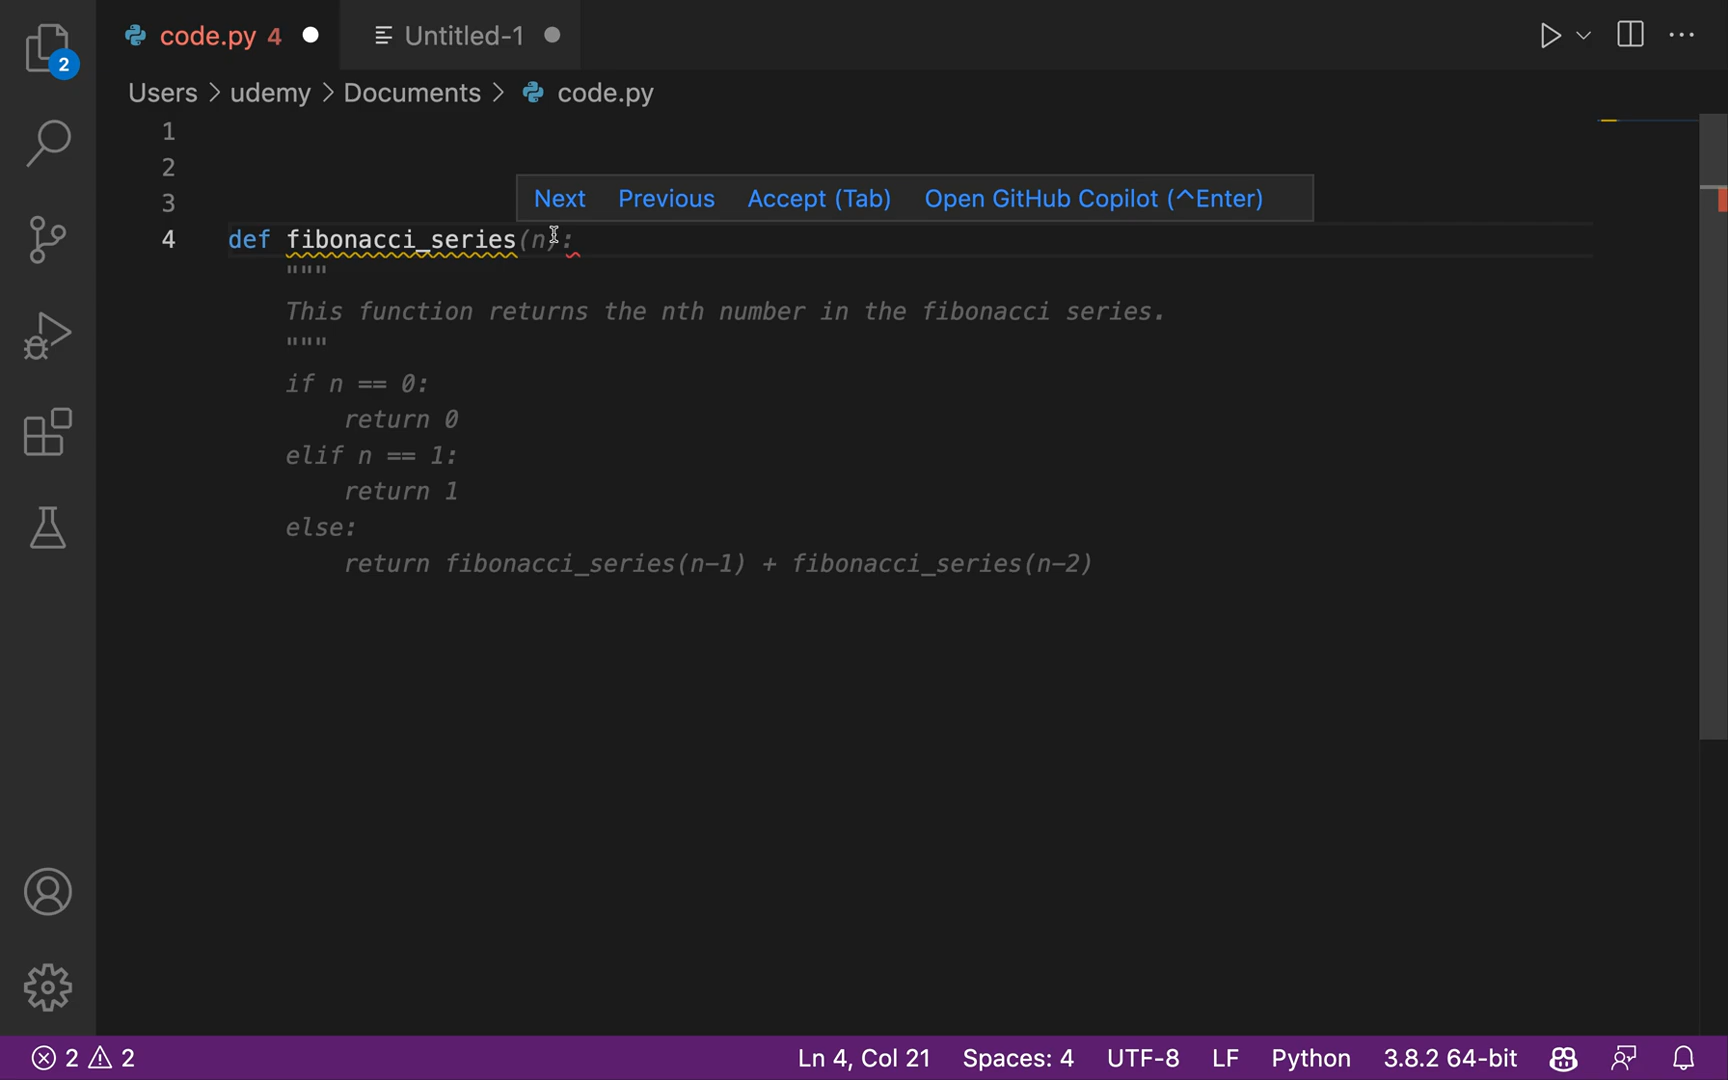 code.py 4
Untitled-1
2
Users > udemy > Documents > code.py
1
2
3
Next Previous Accept (Tab) Open GitHub Copilot (^Enter)
4 def fibonacci_series(n):
"""
This function returns the nth number in the fibonacci series.
"""
if n == 0:
return 0
elif n == 1:
return 1
else:
return fibonacci_series(n-1) + fibonacci_series(n-2)
2 2 Ln 4, Col 21 Spaces: 4 UTF-8 LF Python 3.8.2 64-bit